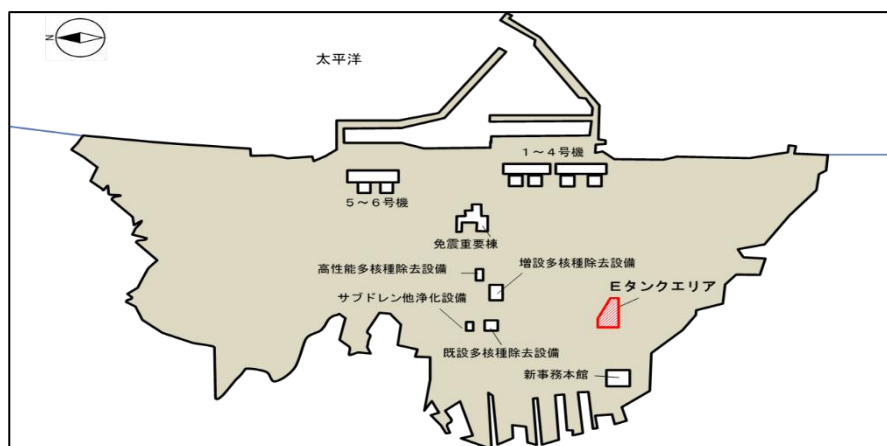 N
太平洋
1～4号機
5～6号機
免震重要棟
高性能多核種除去設備
増設多核種除去設備
Eタンクエリア
サブドレン他浄化設備
既設多核種除去設備
新事務本館